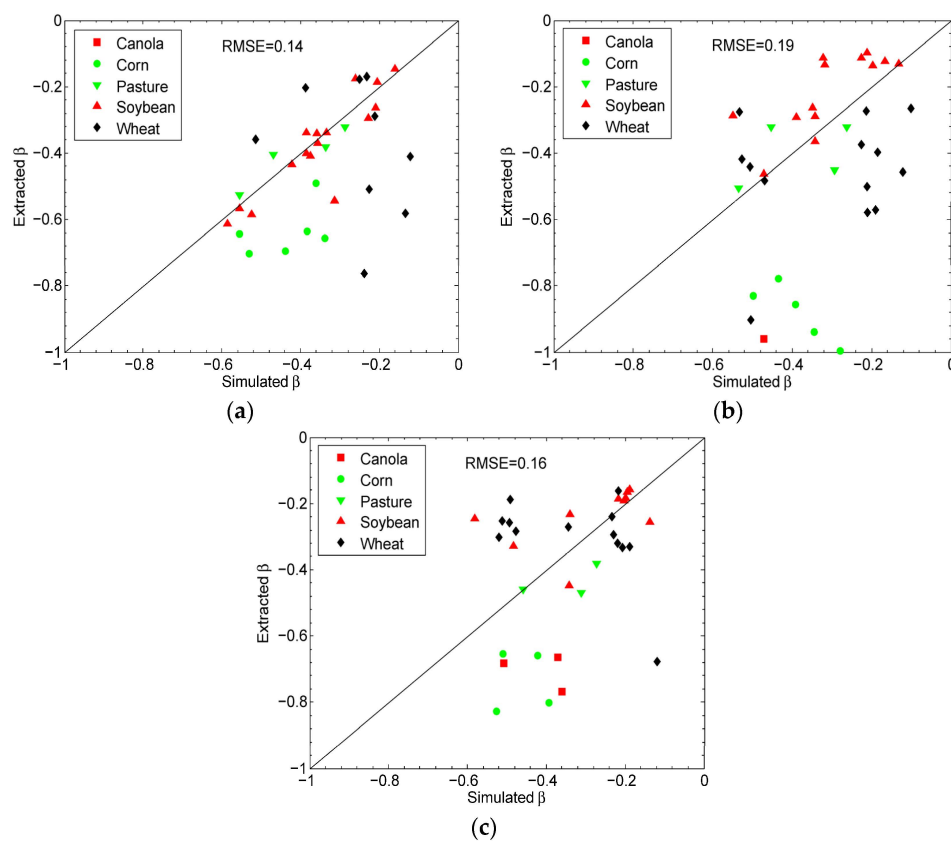 0
−0.2
−0.4
−0.6
−0.8
−1
Extracted β
Canola
Corn
Pasture
Soybean
Wheat
RMSE=0.14
−1 −0.8 −0.6 −0.4 −0.2 0
Simulated β
(a)
0
−0.2
−0.4
−0.6
−0.8
−1
Extracted β
Canola
Corn
Pasture
Soybean
Wheat
RMSE=0.19
−1 −0.8 −0.6 −0.4 −0.2 0
Simulated β
(b)
0
−0.2
−0.4
−0.6
−0.8
−1
Extracted β
Canola
Corn
Pasture
Soybean
Wheat
RMSE=0.16
−1 −0.8 −0.6 −0.4 −0.2 0
Simulated β
(c)